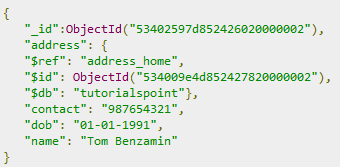 {
"_id":ObjectId("53402597d852426020000002"),
"address": {
"$ref": "address_home",
"$id": ObjectId("534009e4d852427820000002"),
"$db": "tutorialspoint"},
"contact": "987654321",
"dob": "01-01-1991",
"name": "Tom Benzamin"
}